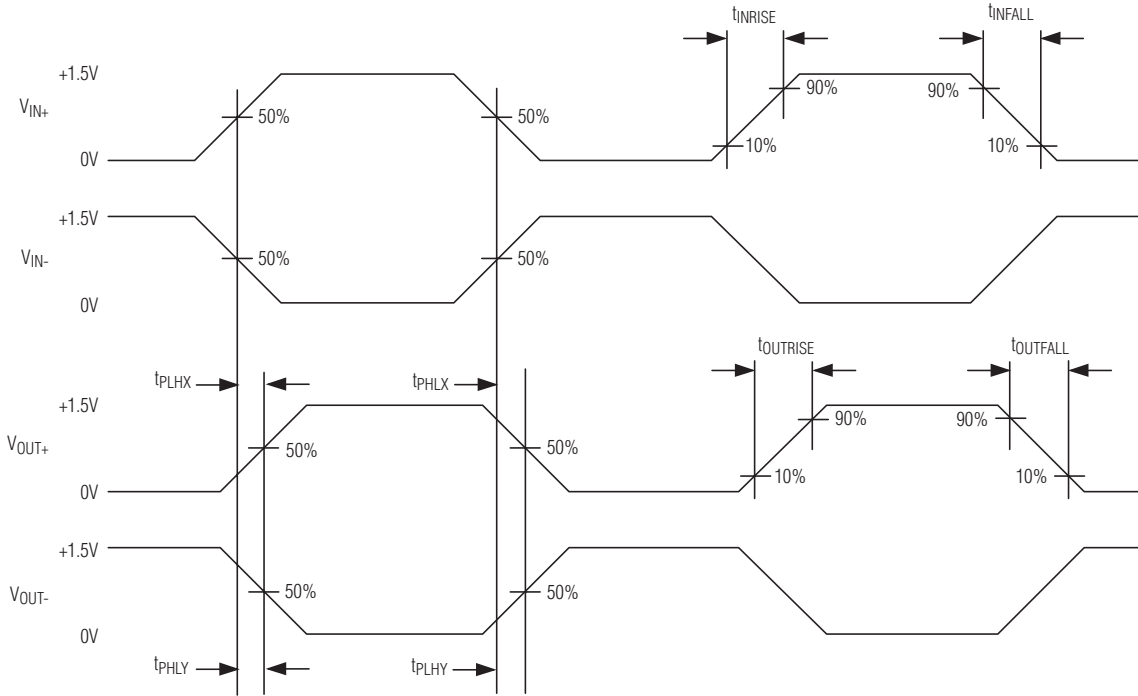 tINRISE tINFALL
+1.5V
VIN+ 50% 50% 90% 90%
10% 10%
0V
+1.5V
VIN- 50% 50%
0V
tOUTRISE tOUTFALL
tPLHX tPHLX
+1.5V
90% 90%
VOUT+ 50% 50%
10% 10%
0V
+1.5V
VOUT- 50% 50%
0V
tPHLY tPLHY